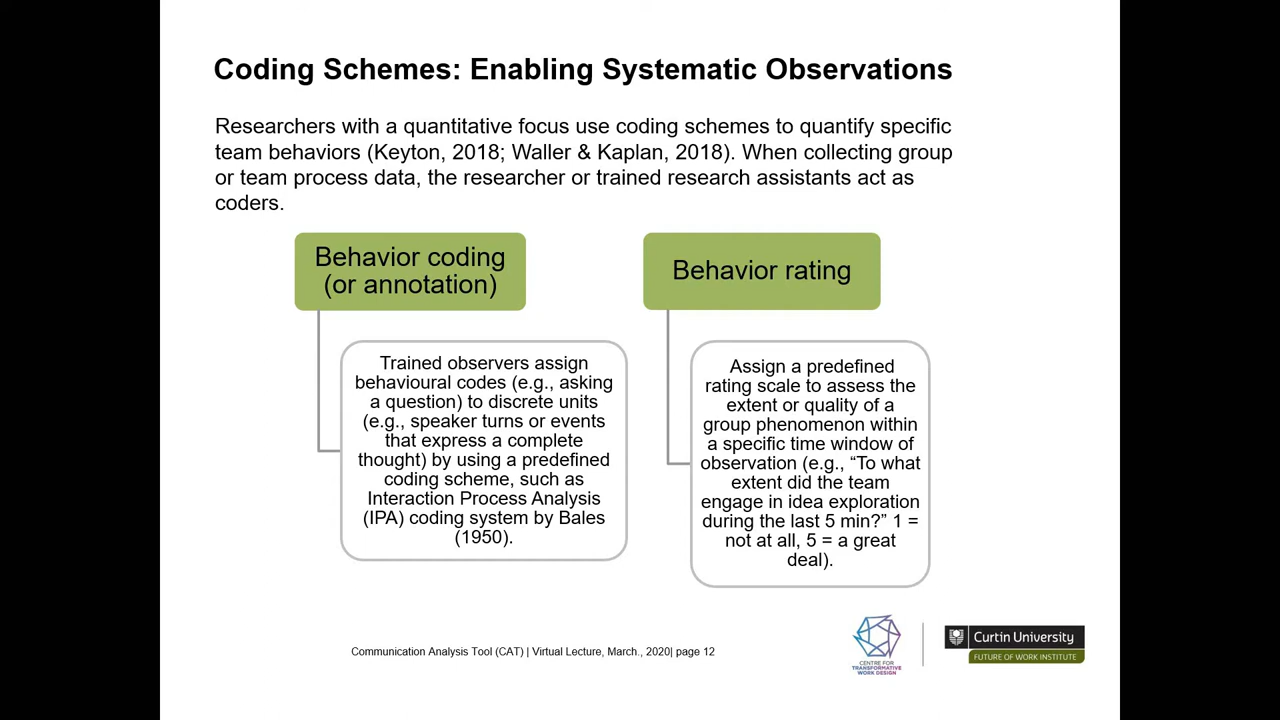 Coding Schemes: Enabling Systematic Observations
Researchers with a quantitative focus use coding schemes to quantify specific
team behaviors (Keyton, 2018; Waller & Kaplan, 2018). When collecting group
or team process data, the researcher or trained research assistants act as
coders.
Behavior coding
(or annotation)
Trained observers assign
behavioural codes (e.g., asking
a question) to discrete units
(e.g., speaker turns or events
that express a complete
thought) by using a predefined
coding scheme, such as
Interaction Process Analysis
(IPA) coding system by Bales
(1950).
Behavior rating
Assign a predefined
rating scale to assess the
extent or quality of a
group phenomenon within
a specific time window of
observation (e.g., “To what
extent did the team
engage in idea exploration
during the last 5 min?” 1 =
not at all, 5 = a great
deal).
Communication Analysis Tool (CAT) | Virtual Lecture, March., 2020| page 12
CENTRE FOR
TRANSFORMATIVE
WORK DESIGN
Curtin University
FUTURE OF WORK INSTITUTE